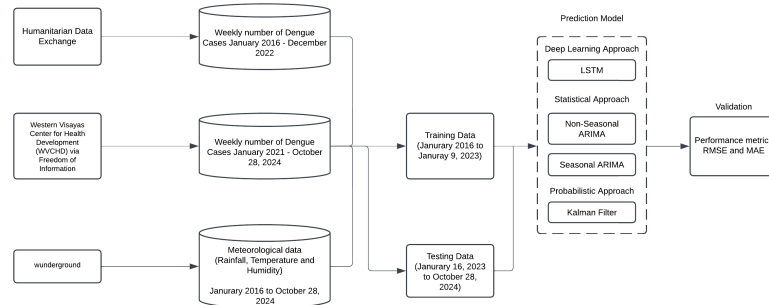 Humanitarian Data
Exchange
Weekly number of Dengue
Cases January 2016 - December
2022
Western Visayas
Center for Health
Development
(WVCHD) via
Freedom of
Information
Weekly number of Dengue
Cases January 2021 - October
28, 2024
wunderground
Meteorological data
(Rainfall, Temperature and
Humidity)
Janurary 2016 to October 28,
2024
Training Data
(Janurary 2016 to
Januray 9, 2023)
Testing Data
(Janurary 16, 2023
to October 28,
2024)
Prediction Model
Deep Learning Approach
LSTM
Statistical Approach
Non-Seasonal
ARIMA
Seasonal ARIMA
Probabilistic Approach
Kalman Filter
Validation
Performance metric
RMSE and MAE